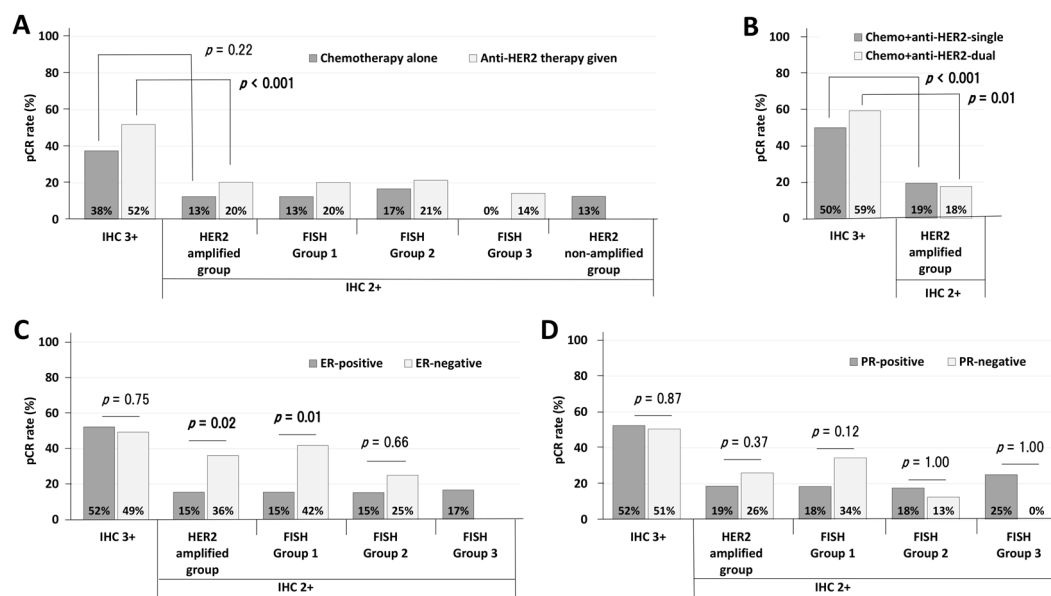 A
100
80
60
40
20
0
pCR rate (%)
p = 0.22
p < 0.001
Chemotherapy alone
Anti-HER2 therapy given
38% 52% 13% 20% 13% 20% 17% 21% 0% 14% 13%
IHC 3+
HER2
amplified
group
FISH
Group 1
FISH
Group 2
FISH
Group 3
HER2
non-amplified
group
IHC 2+
B
100
80
60
40
20
0
pCR rate (%)
Chemo+anti-HER2-single
Chemo+anti-HER2-dual
p < 0.001
p = 0.01
50% 59% 19% 18%
IHC 3+
HER2
amplified
group
IHC 2+
C
100
80
60
40
20
0
pCR rate (%)
ER-positive
ER-negative
p = 0.75
p = 0.02
p = 0.01
p = 0.66
52% 49% 15% 36% 15% 42% 15% 25% 17%
IHC 3+
HER2
amplified
group
FISH
Group 1
FISH
Group 2
FISH
Group 3
IHC 2+
D
100
80
60
40
20
0
pCR rate (%)
PR-positive
PR-negative
p = 0.87
p = 0.37
p = 0.12
p = 1.00
p = 1.00
52% 51% 19% 26% 18% 34% 18% 13% 25% 0%
IHC 3+
HER2
amplified
group
FISH
Group 1
FISH
Group 2
FISH
Group 3
IHC 2+